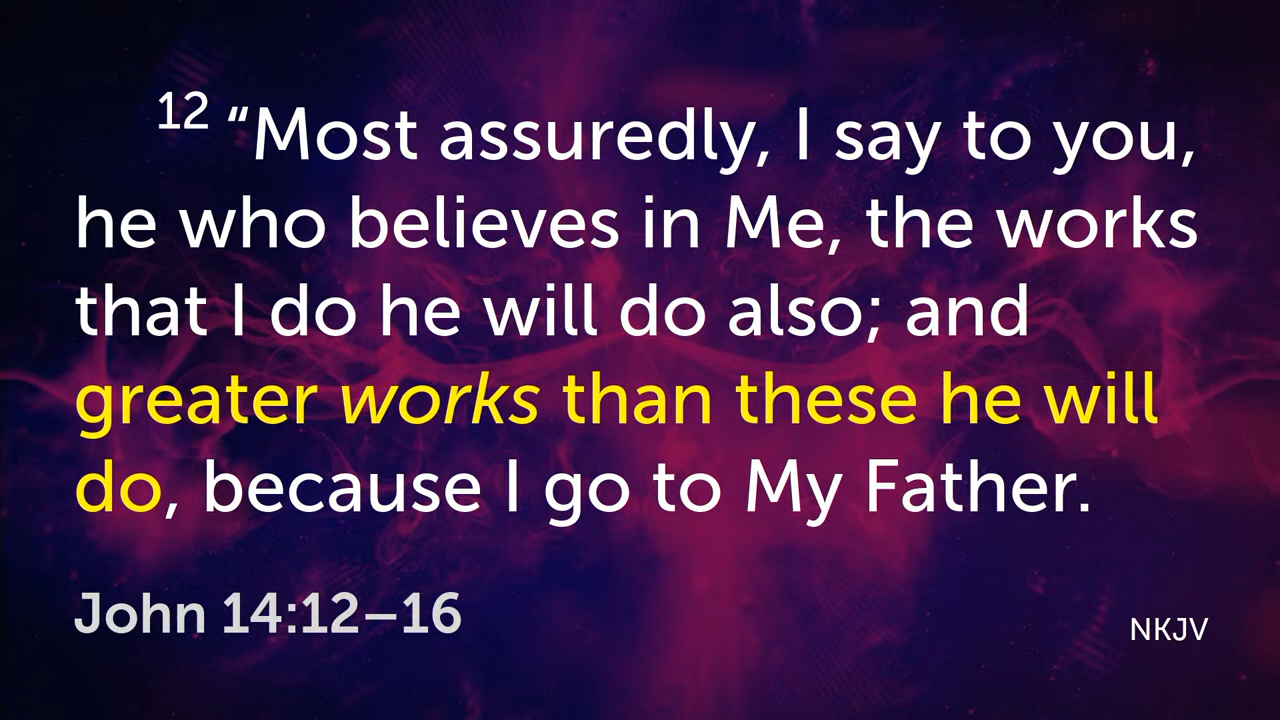 12 “Most assuredly, I say to you,
he who believes in Me, the works
that I do he will do also; and
greater works than these he will
do, because I go to My Father.
John 14:12–16
NKJV